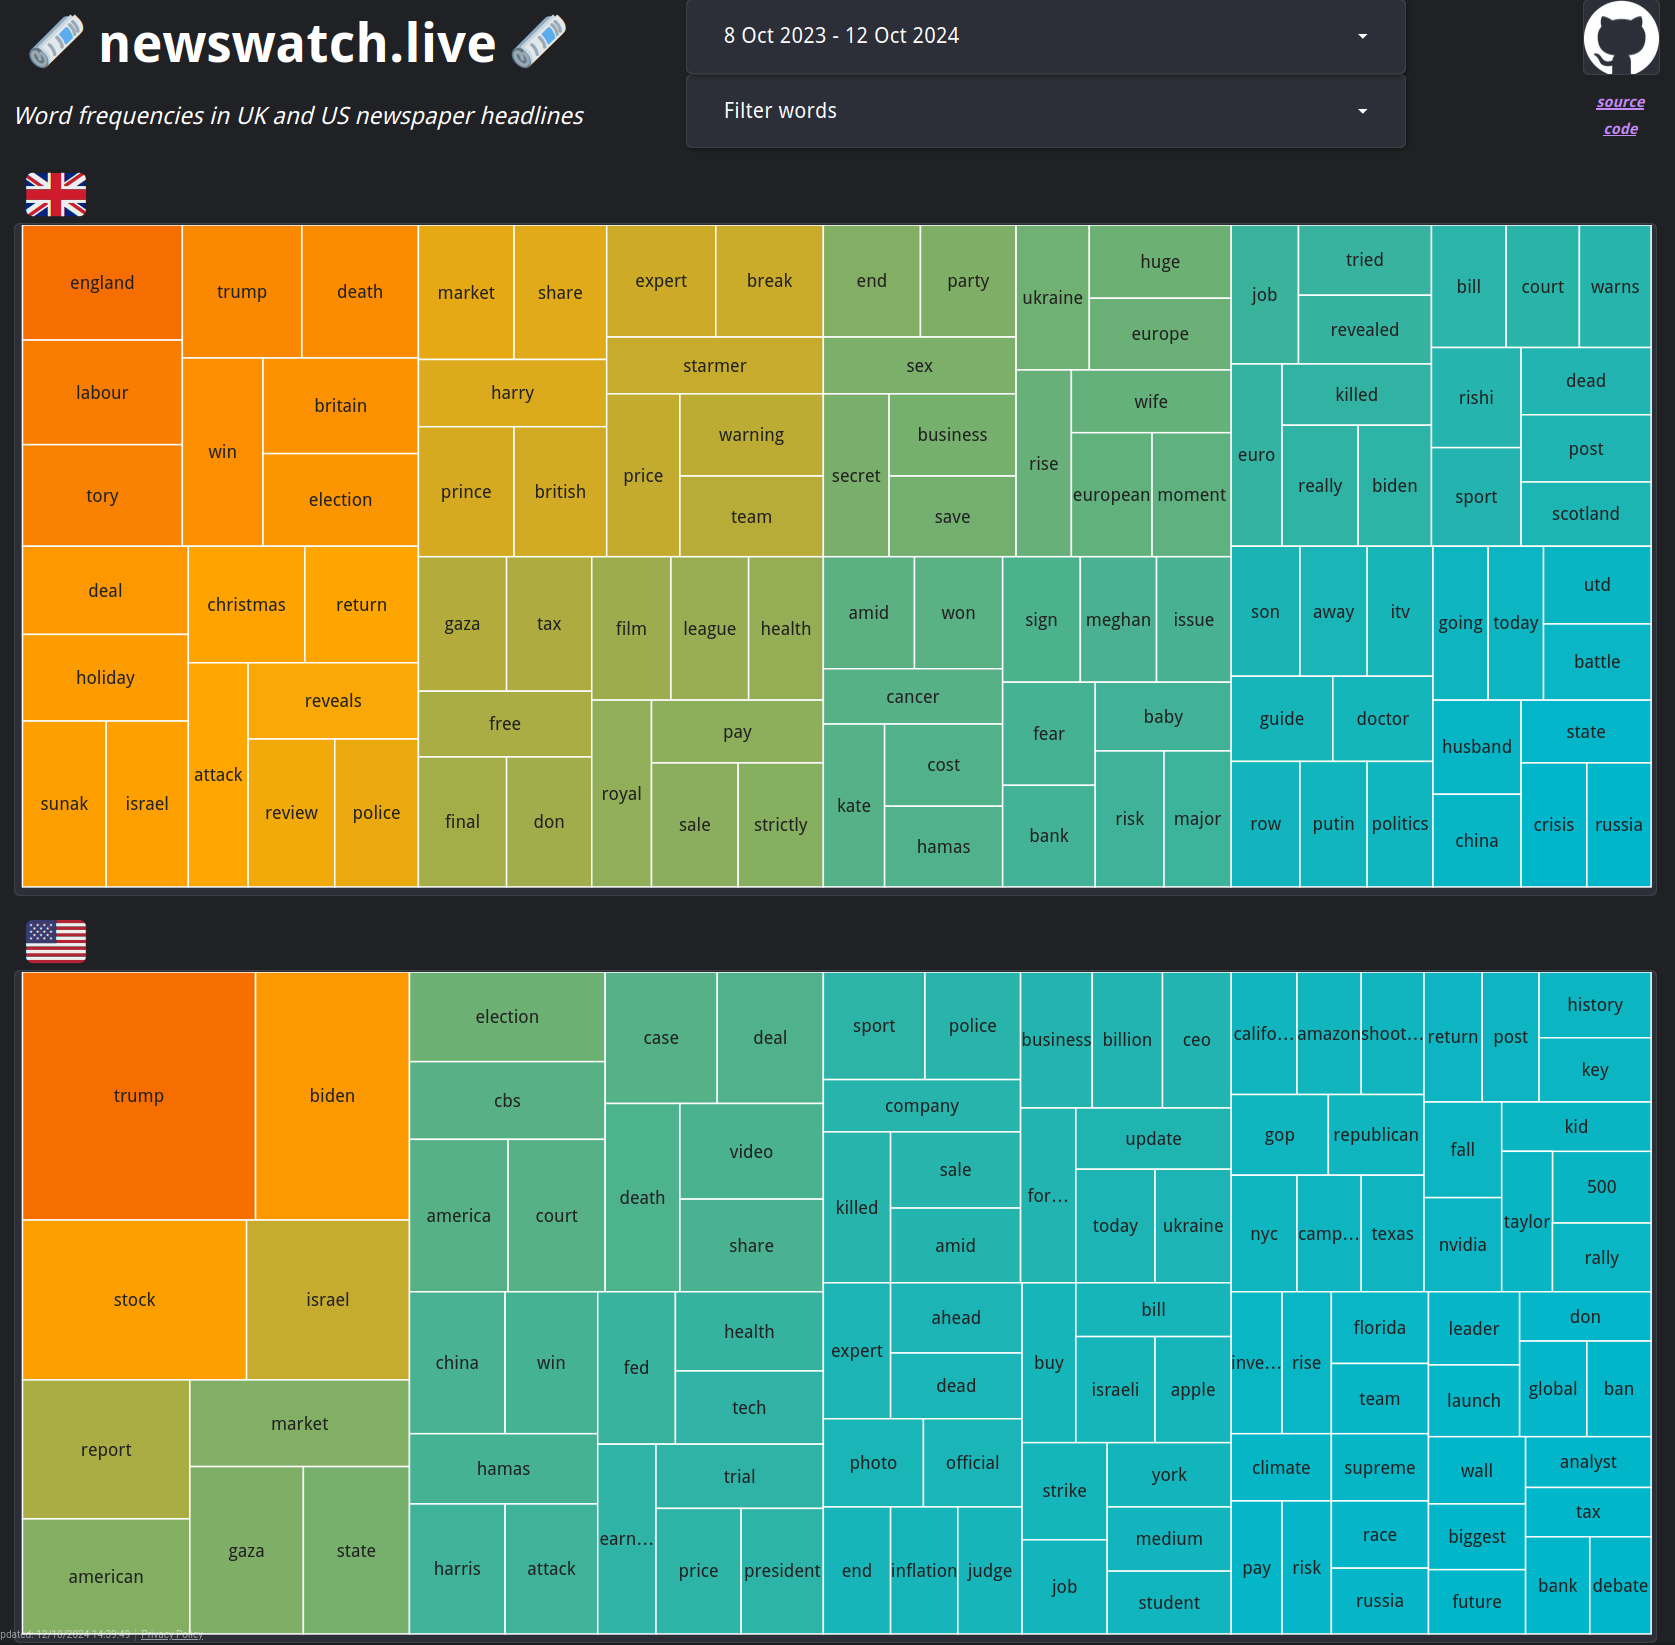 newswatch.live
Word frequencies in UK and US newspaper headlines
8 Oct 2023 - 12 Oct 2024
Filter words
source
code
england
labour
tory
trump
death
win
britain
election
deal
holiday
sunak
israel
christmas
return
attack
reveals
review
police
market
share
harry
prince
british
expert
break
starmer
price
warning
team
gaza
tax
free
final
don
film
league
health
royal
pay
sale
strictly
end
party
sex
secret
business
save
ukraine
huge
europe
rise
wife
european
moment
amid
won
cancer
kate
cost
hamas
sign
meghan
issue
fear
baby
bank
risk
major
job
tried
revealed
euro
killed
really
biden
bill
court
warns
rishi
sport
dead
post
scotland
son
away
itv
guide
doctor
row
putin
politics
going
today
utd
battle
husband
china
state
crisis
russia
trump
biden
stock
israel
report
american
market
gaza
state
election
cbs
america
court
case
deal
death
video
share
china
win
hamas
harris
attack
fed
health
tech
earn…
trial
price
president
sport
police
company
killed
sale
amid
business
billion
ceo
for…
update
today
ukraine
expert
ahead
dead
photo
official
end
inflation
judge
buy
bill
israeli
apple
strike
job
york
medium
student
califo…
amazon
shoot…
gop
republican
nyc
camp…
texas
return
post
history
key
fall
nvidia
kid
taylor
500
rally
inve…
rise
florida
team
climate
supreme
pay
risk
race
russia
leader
launch
don
global
ban
wall
biggest
future
analyst
tax
bank
debate
pdated: 12/10/2024 14:39:49 | Privacy Policy